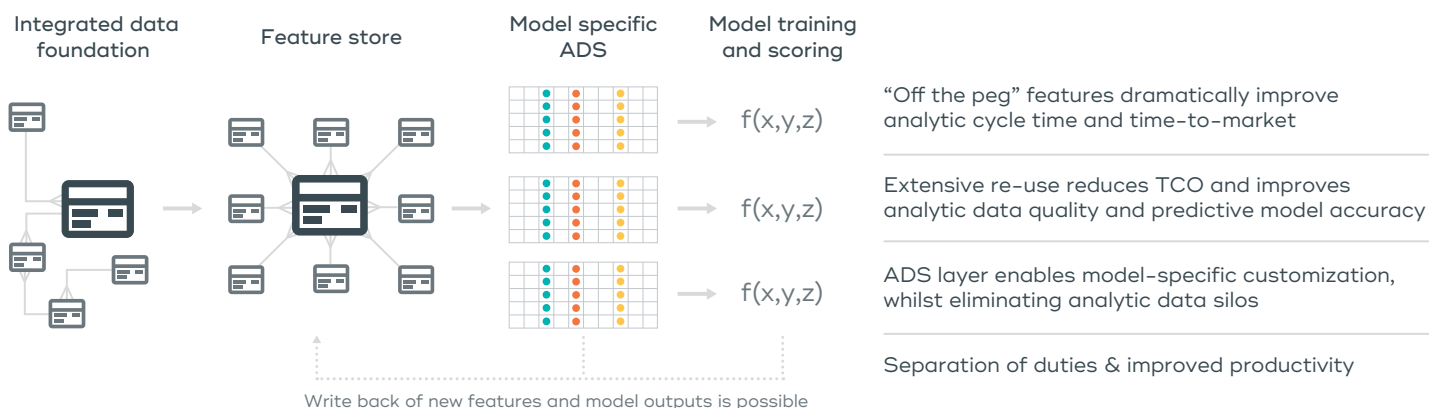 Integrated data
foundation
Feature store
Model specific
ADS
Model training
and scoring
f(x,y,z)
f(x,y,z)
f(x,y,z)
“Off the peg” features dramatically improve
analytic cycle time and time-to-market
Extensive re-use reduces TCO and improves
analytic data quality and predictive model accuracy
ADS layer enables model-specific customization,
whilst eliminating analytic data silos
Separation of duties & improved productivity
Write back of new features and model outputs is possible